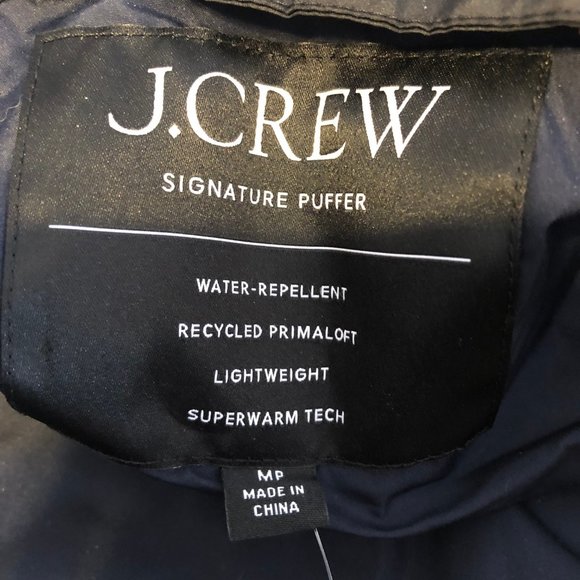 J.CREW
SIGNATURE PUFFER
WATER-REPELLENT
RECYCLED PRIMALOFT
LIGHTWEIGHT
SUPERWARM TECH
MP
MADE IN
CHINA